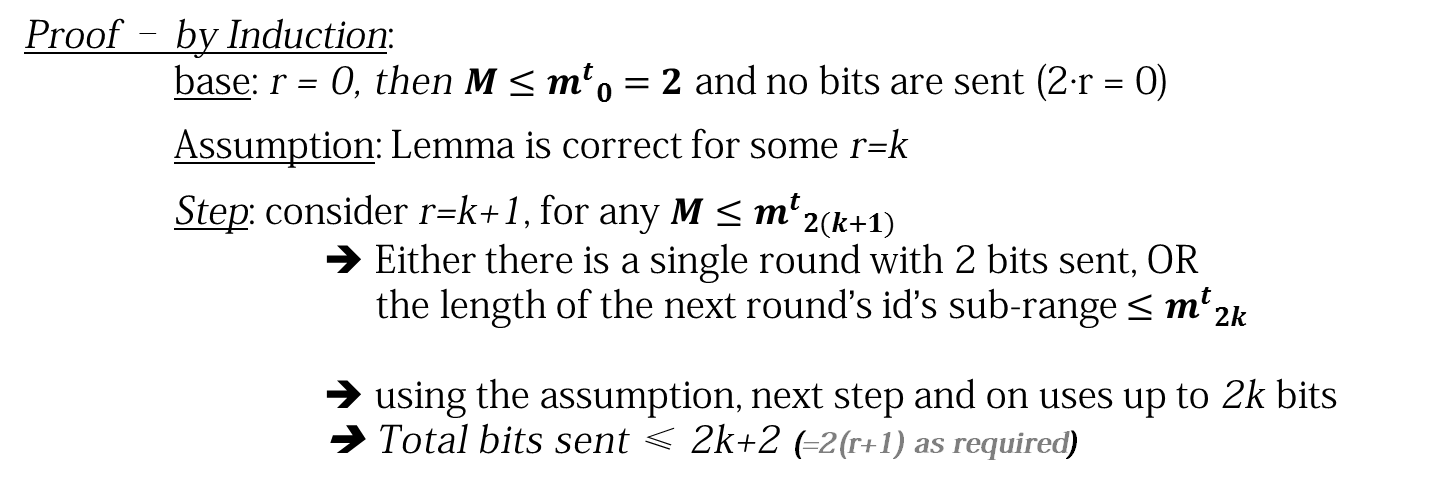 Proof – by Induction:
base: r = 0, then M ≤ mᵗ₀ = 2 and no bits are sent (2·r = 0)
Assumption: Lemma is correct for some r=k
Step: consider r=k+1, for any M ≤ mᵗ₂₍ₖ₊₁₎
➔ Either there is a single round with 2 bits sent, OR
the length of the next round’s id’s sub-range ≤ mᵗ₂ₖ
➔ using the assumption, next step and on uses up to 2k bits
➔ Total bits sent ⩽ 2k+2 (=2(r+1) as required)